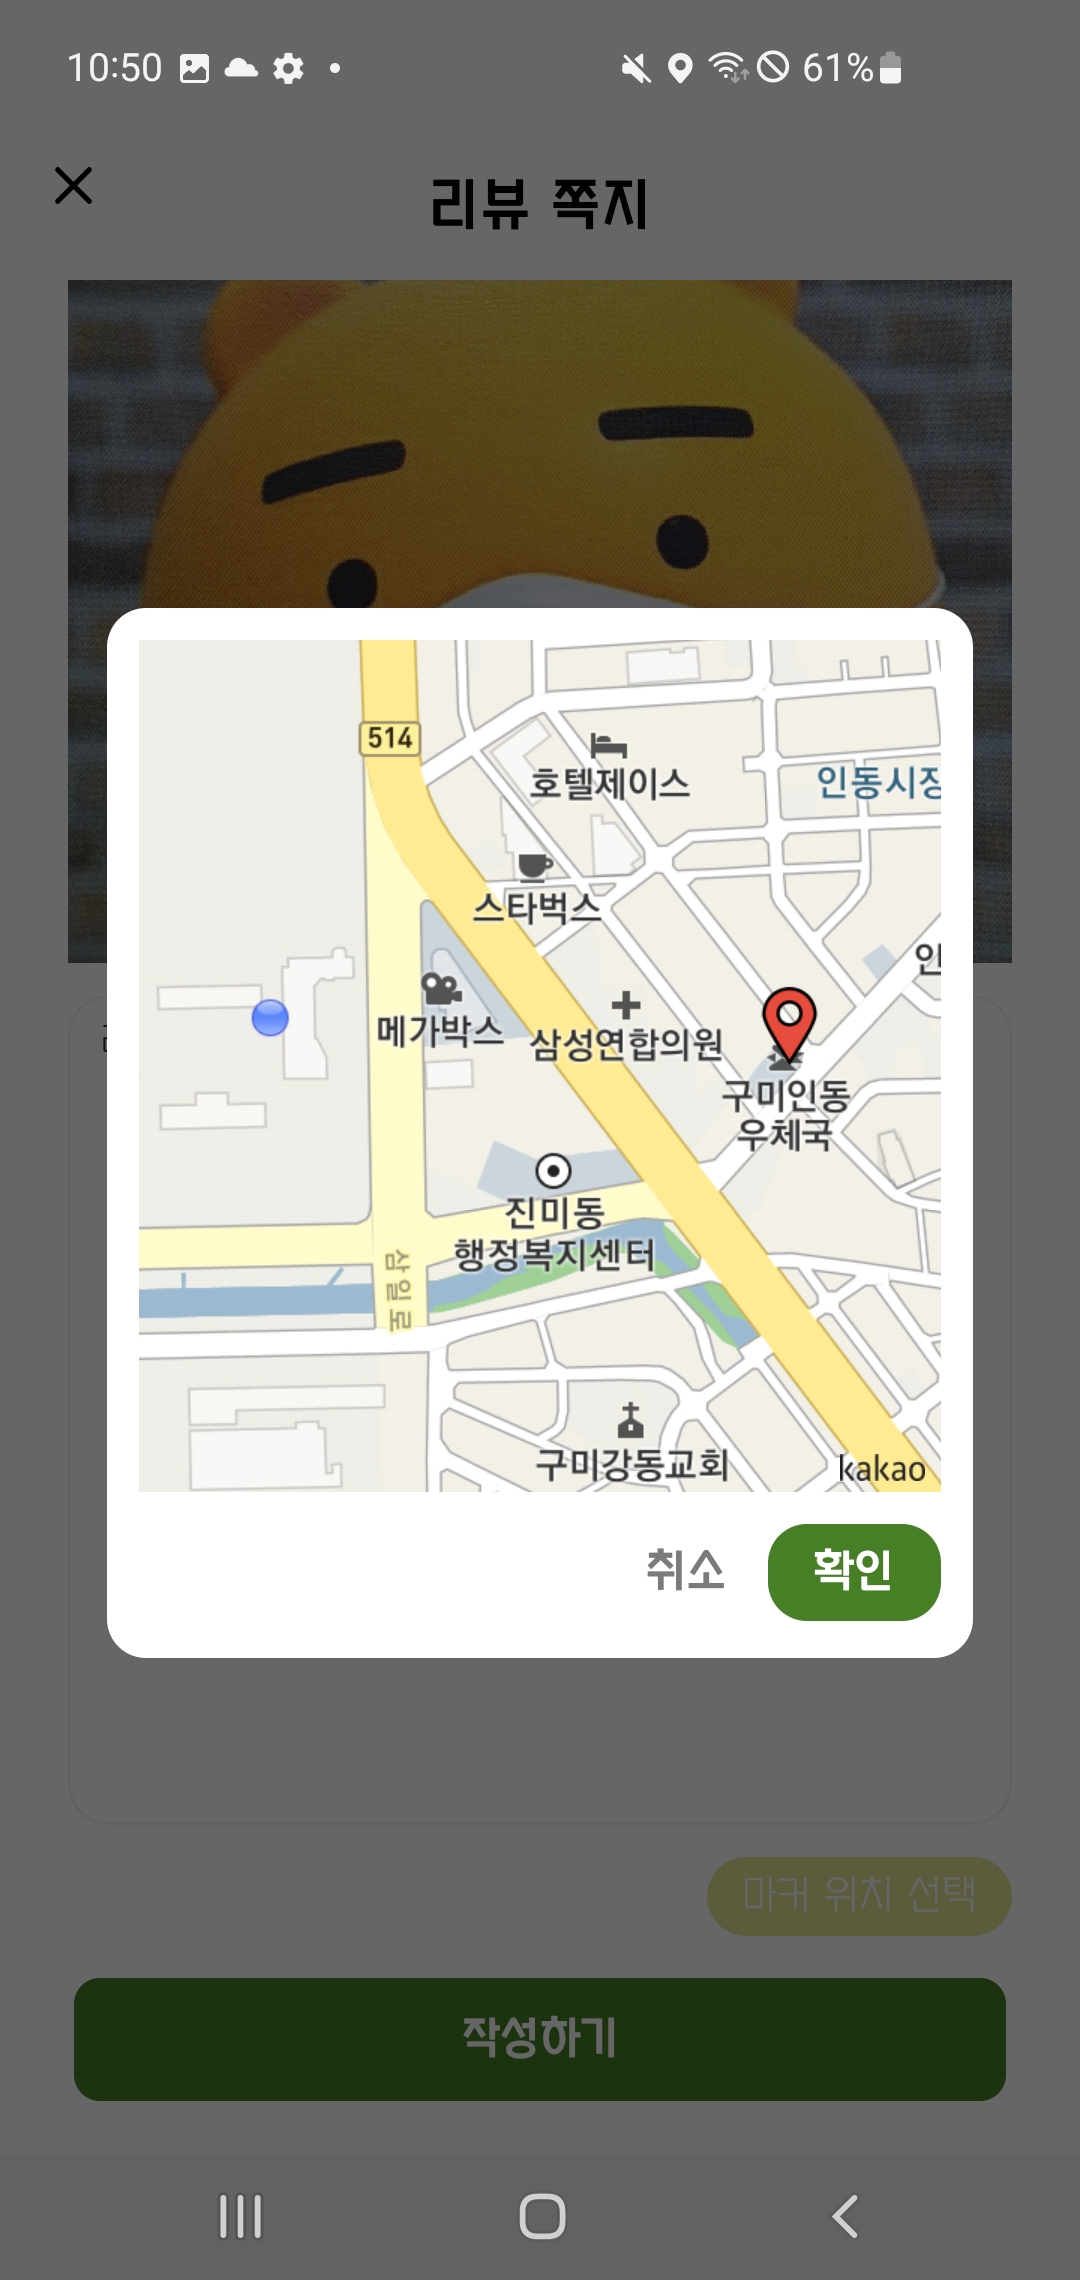 10:50
61%
리뷰 쪽지
514
호텔제이스
인동시장
스타벅스
메가박스
삼성연합의원
구미인동
우체국
진미동
행정복지센터
삼일로
구미강동교회
kakao
취소
확인
마커 위치 선택
작성하기